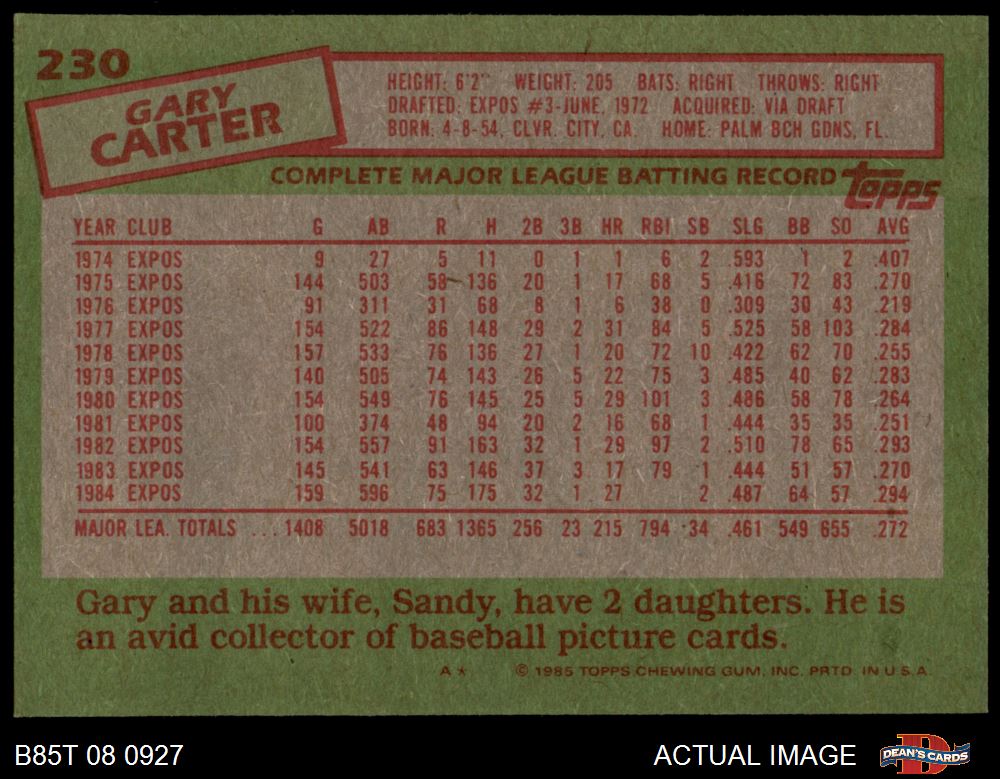 230
GARY
CARTER
HEIGHT: 6'2" WEIGHT: 205 BATS: RIGHT THROWS: RIGHT
DRAFTED: EXPOS #3-JUNE, 1972 ACQUIRED: VIA DRAFT
BORN: 4-8-54, CLVR. CITY, CA. HOME: PALM BCH GDNS, FL.
COMPLETE MAJOR LEAGUE BATTING RECORD topps
YEAR CLUB G AB R H 2B 3B HR RBI SB SLG BB SO AVG
1974 EXPOS 9 27 5 11 0 1 1 6 2 .593 1 2 .407
1975 EXPOS 144 503 58 136 20 1 17 68 5 .416 72 83 .270
1976 EXPOS 91 311 31 68 8 1 6 38 0 .309 30 43 .219
1977 EXPOS 154 522 86 148 29 2 31 84 5 .525 58 103 .284
1978 EXPOS 157 533 76 136 27 1 20 72 10 .422 62 70 .255
1979 EXPOS 140 505 74 143 26 5 22 75 3 .485 40 62 .283
1980 EXPOS 154 549 76 145 25 5 29 101 3 .486 58 78 .264
1981 EXPOS 100 374 48 94 20 2 16 68 1 .444 35 35 .251
1982 EXPOS 154 557 91 163 32 1 29 97 2 .510 78 65 .293
1983 EXPOS 145 541 63 146 37 3 17 79 1 .444 51 57 .270
1984 EXPOS 159 596 75 175 32 1 27 2 .487 64 57 .294
MAJOR LEA. TOTALS ... 1408 5018 683 1365 256 23 215 794 34 .461 549 655 .272
Gary and his wife, Sandy, have 2 daughters. He is
an avid collector of baseball picture cards.
A * © 1985 TOPPS CHEWING GUM, INC. PRTD. IN U.S.A.
B85T 08 0927 ACTUAL IMAGE DEAN'S CARDS